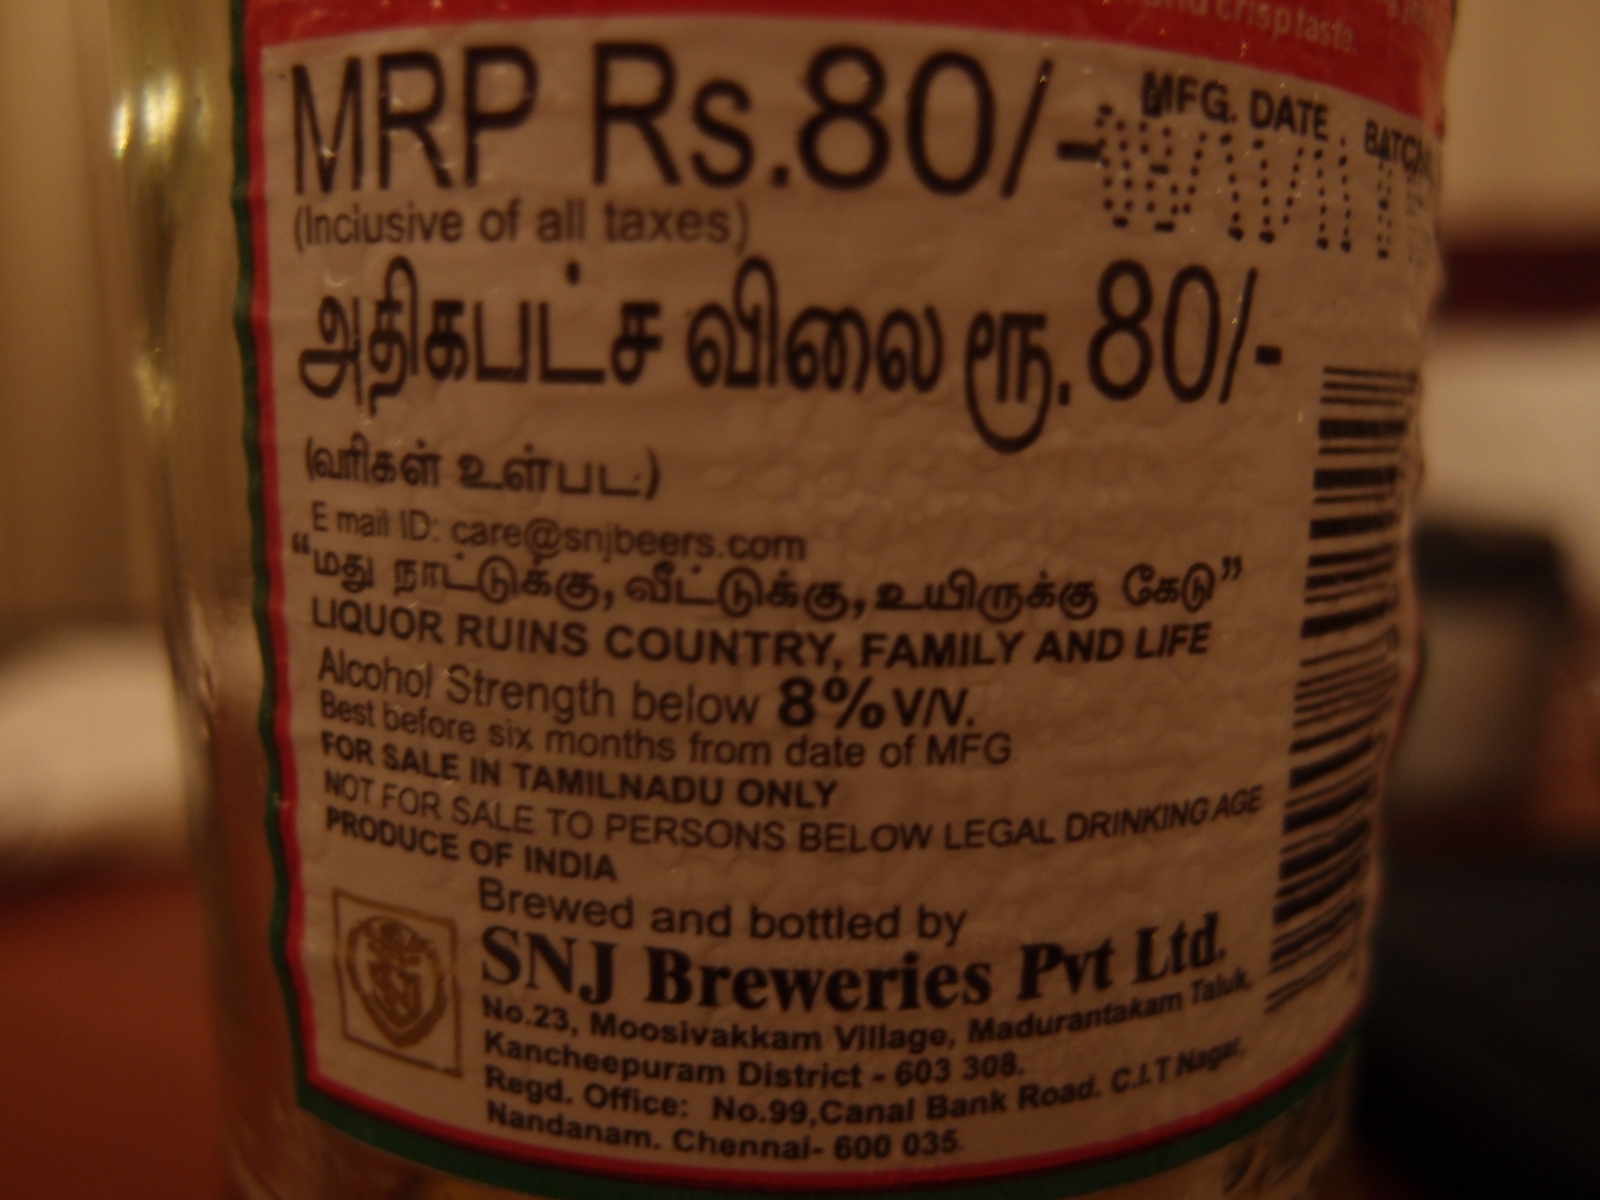 and crisp taste
MRP Rs.80/-
MFG. DATE
(Inclusive of all taxes)
அதிகபட்ச விலை ரூ.80/-
(வரிகள் உள்பட)
E mail ID: care@snjbeers.com
“மது நாட்டுக்கு, வீட்டுக்கு, உயிருக்கு கேடு”
LIQUOR RUINS COUNTRY, FAMILY AND LIFE
Alcohol Strength below 8% V/V.
Best before six months from date of MFG
FOR SALE IN TAMILNADU ONLY
NOT FOR SALE TO PERSONS BELOW LEGAL DRINKING AGE
PRODUCE OF INDIA
Brewed and bottled by
SNJ Breweries Pvt Ltd.
No.23, Moosivakkam Village, Madurantakam Taluk,
Kancheepuram District - 603 308.
Regd. Office: No.99,Canal Bank Road. C.I.T Nagar,
Nandanam. Chennai- 600 035.